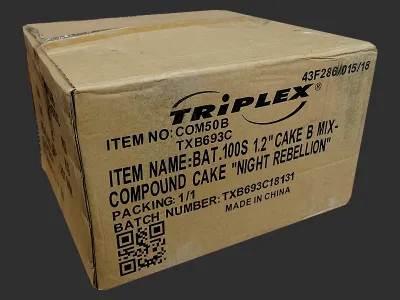 43F286/015/18
TRIPLEX
ITEM NO: COM50B
TXB693C
ITEM NAME: BAT.100S 1.2" CAKE B MIX-
COMPOUND CAKE "NIGHT REBELLION"
PACKING: 1/1
BATCH NUMBER: TXB693C18131
MADE IN CHINA